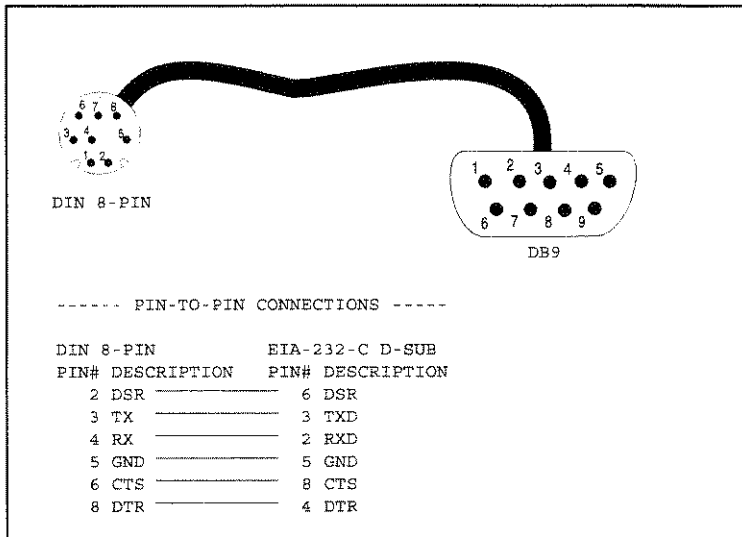 6 7 8
3 4 5
1 2
DIN 8-PIN
1 2 3 4 5
6 7 8 9
DB9
------ PIN-TO-PIN CONNECTIONS -----
DIN 8-PIN EIA-232-C D-SUB
PIN# DESCRIPTION PIN# DESCRIPTION
2 DSR 6 DSR
3 TX 3 TXD
4 RX 2 RXD
5 GND 5 GND
6 CTS 8 CTS
8 DTR 4 DTR